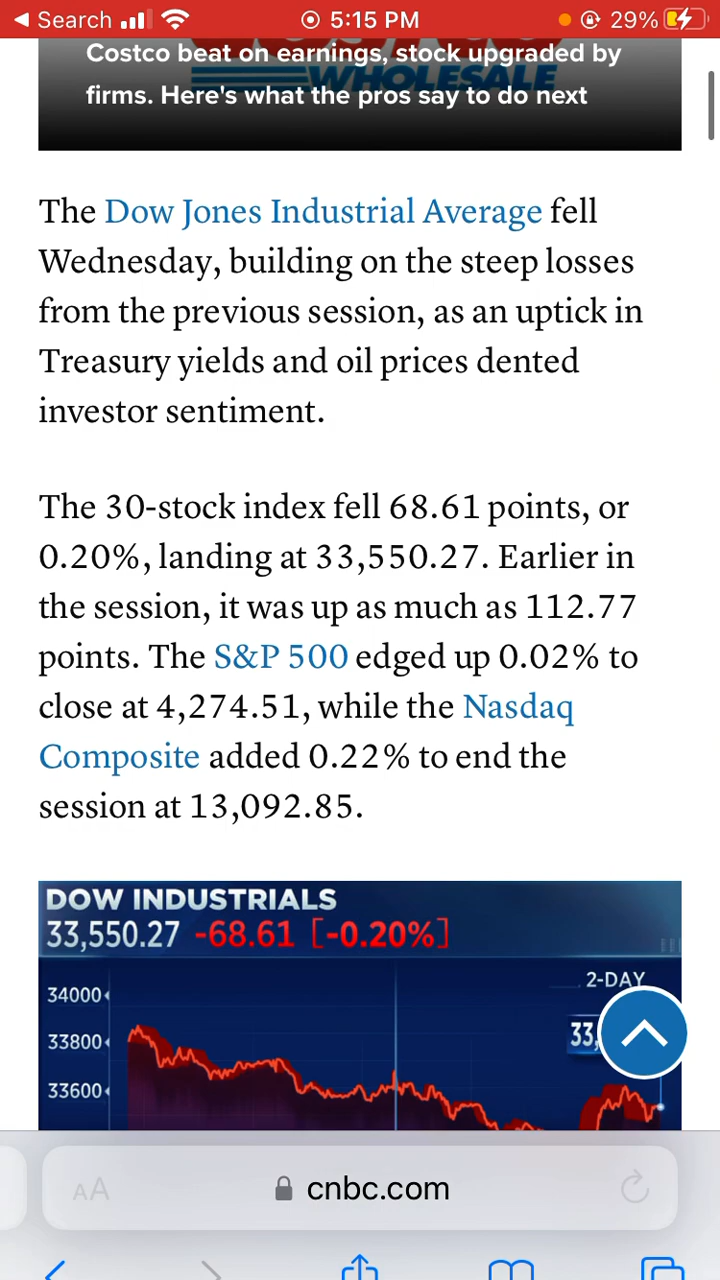 Search 5:15 PM 29%
Costco beat on earnings, stock upgraded by
WHOLESALE
firms. Here's what the pros say to do next
The Dow Jones Industrial Average fell
Wednesday, building on the steep losses
from the previous session, as an uptick in
Treasury yields and oil prices dented
investor sentiment.
The 30-stock index fell 68.61 points, or
0.20%, landing at 33,550.27. Earlier in
the session, it was up as much as 112.77
points. The S&P 500 edged up 0.02% to
close at 4,274.51, while the Nasdaq
Composite added 0.22% to end the
session at 13,092.85.
DOW INDUSTRIALS
33,550.27 -68.61 [-0.20%]
2-DAY
34000
33,
33800
33600
AA cnbc.com